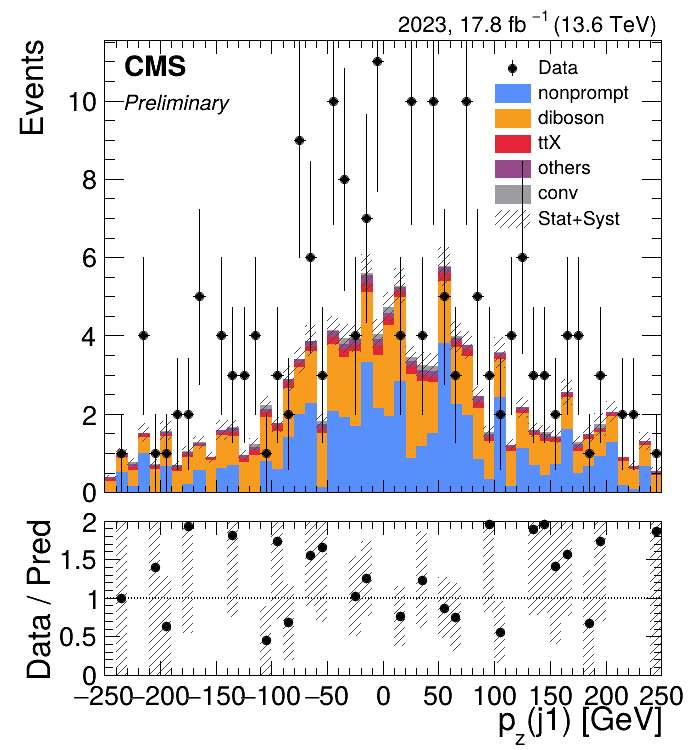 2023, 17.8 fb⁻¹ (13.6 TeV)
CMS
Preliminary
Events
10
8
6
4
2
0
Data
nonprompt
diboson
ttX
others
conv
Stat+Syst
Data / Pred
2
1.5
1
0.5
0
−250 −200 −150 −100 −50 0 50 100 150 200 250
p_z(j1) [GeV]